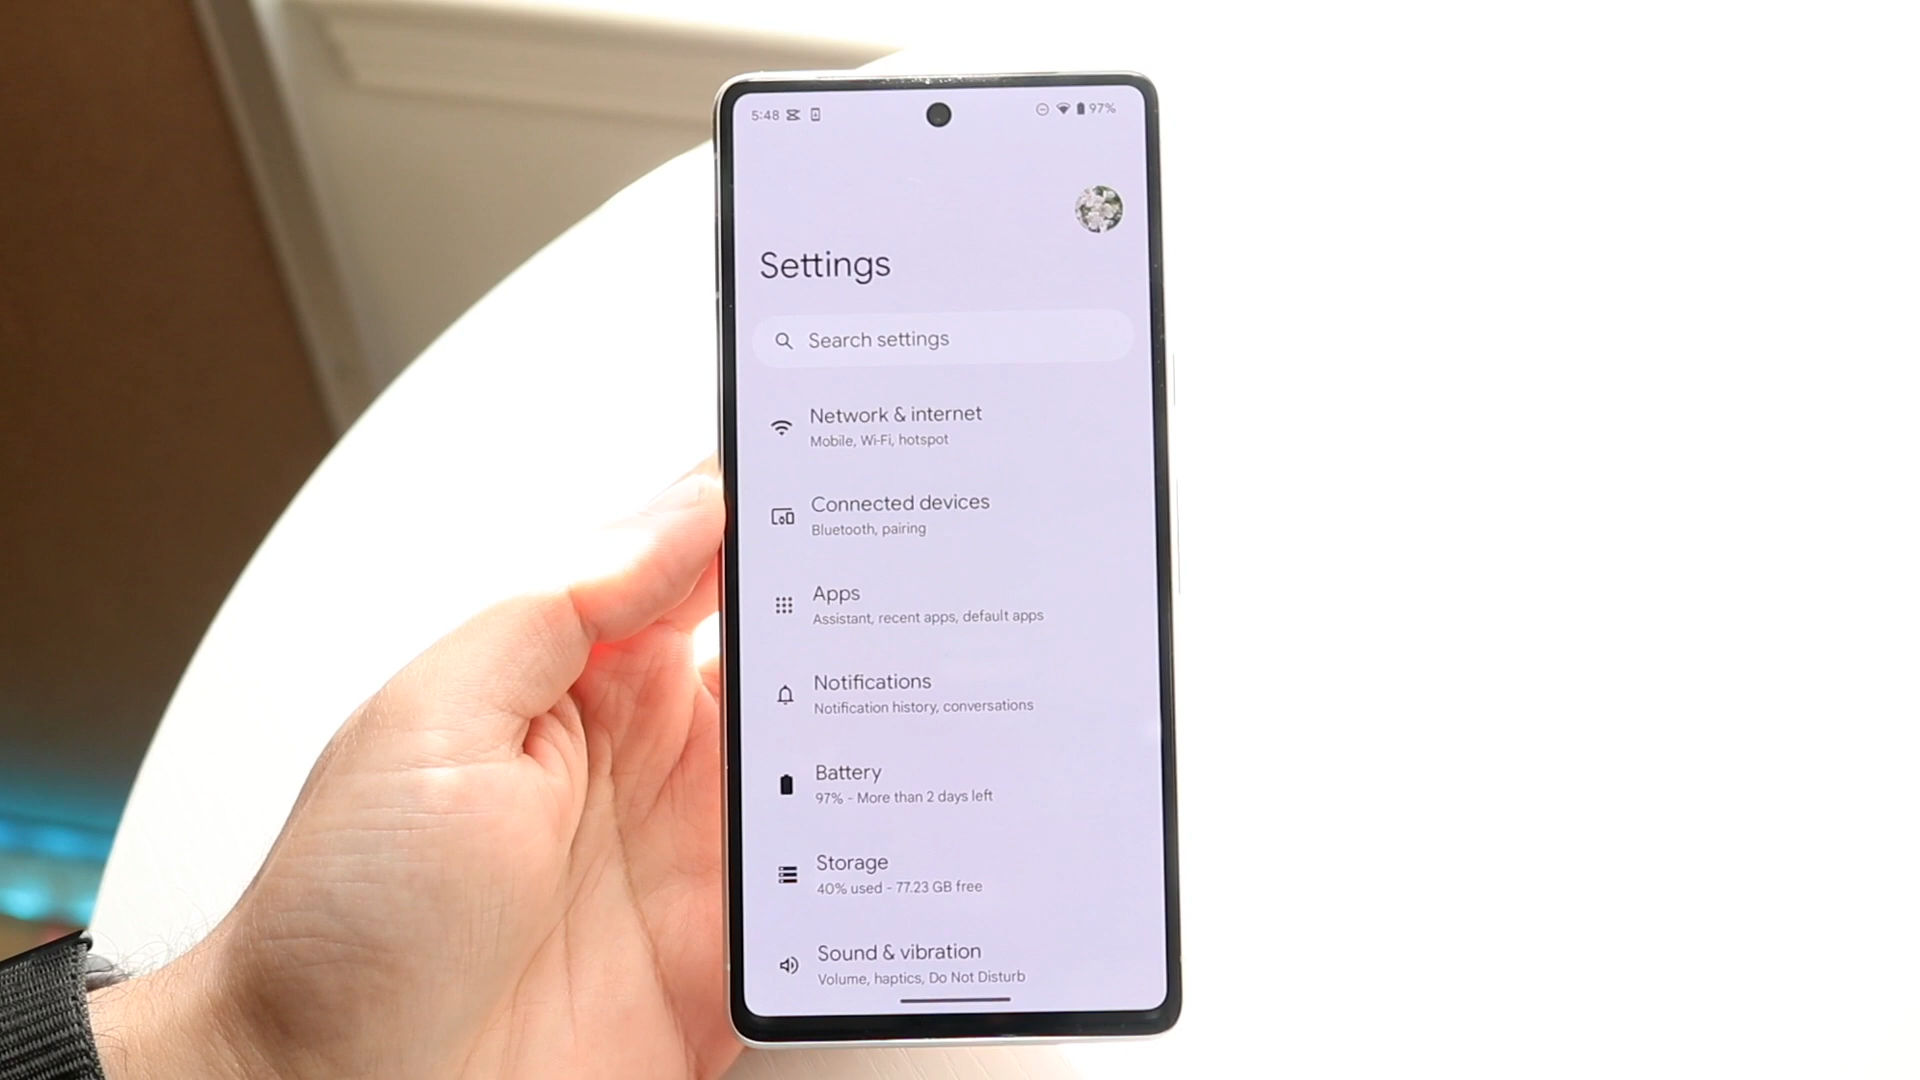 5:48 97%
Settings
Search settings
Network & internet
Mobile, Wi-Fi, hotspot
Connected devices
Bluetooth, pairing
Apps
Assistant, recent apps, default apps
Notifications
Notification history, conversations
Battery
97% - More than 2 days left
Storage
40% used - 77.23 GB free
Sound & vibration
Volume, haptics, Do Not Disturb